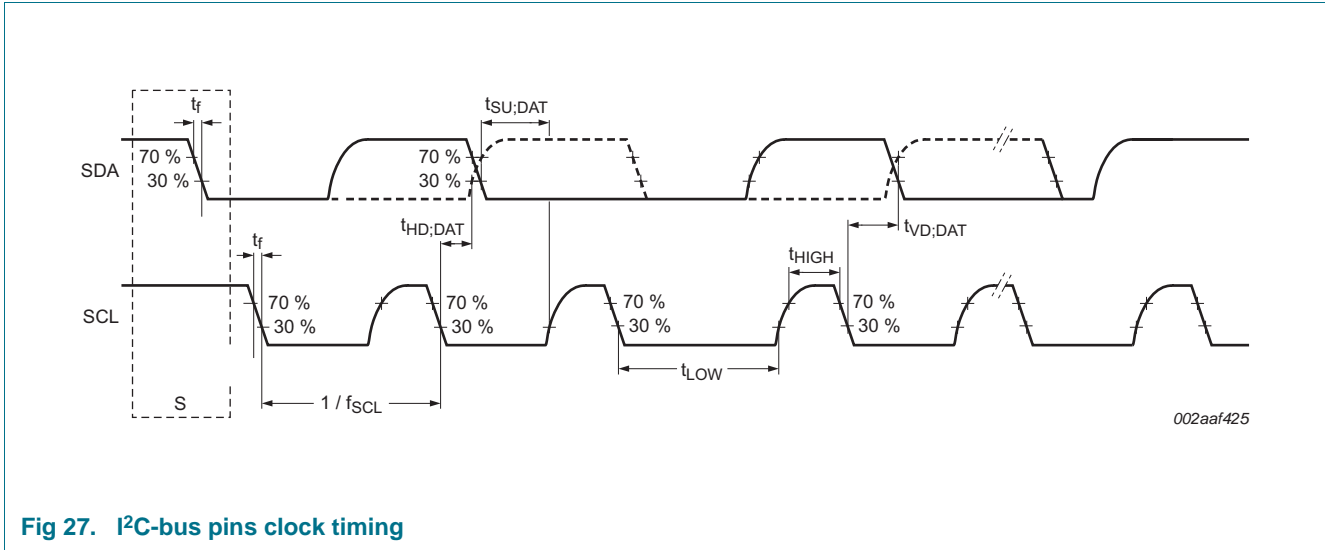 tf
tSU;DAT
70 %
30 %
70 %
30 %
SDA
tHD;DAT
tVD;DAT
tf
tHIGH
70 %
30 %
70 %
30 %
70 %
30 %
70 %
30 %
SCL
tLOW
S
1 / fSCL
002aaf425
Fig 27. I2C-bus pins clock timing